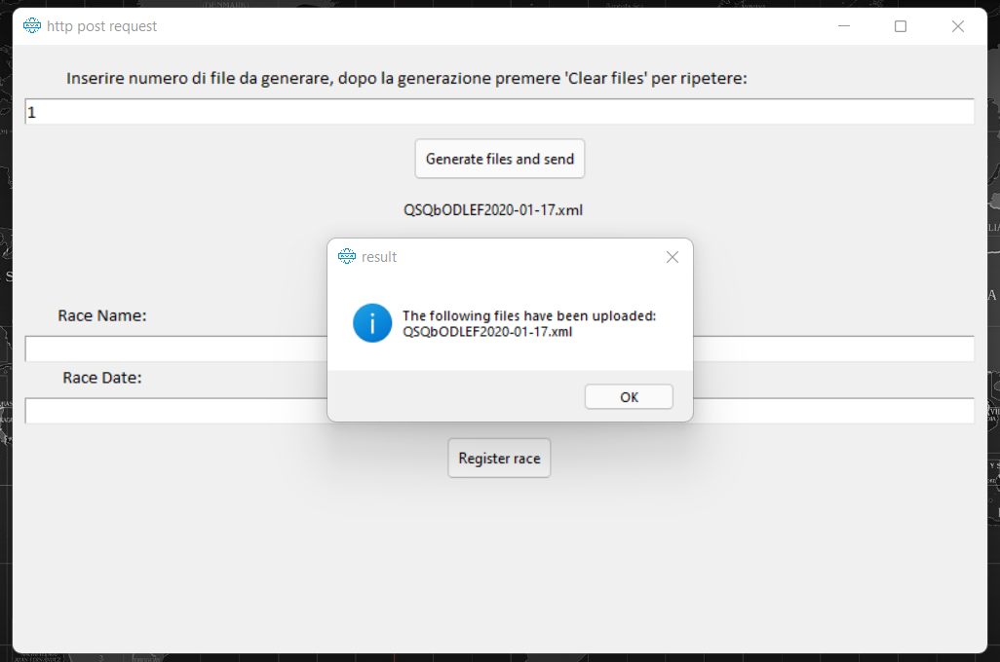 http post request
Inserire numero di file da generare, dopo la generazione premere 'Clear files' per ripetere:
1
Generate files and send
QSQbODLEF2020-01-17.xml
result
The following files have been uploaded:
QSQbODLEF2020-01-17.xml
OK
Race Name:
Race Date:
Register race